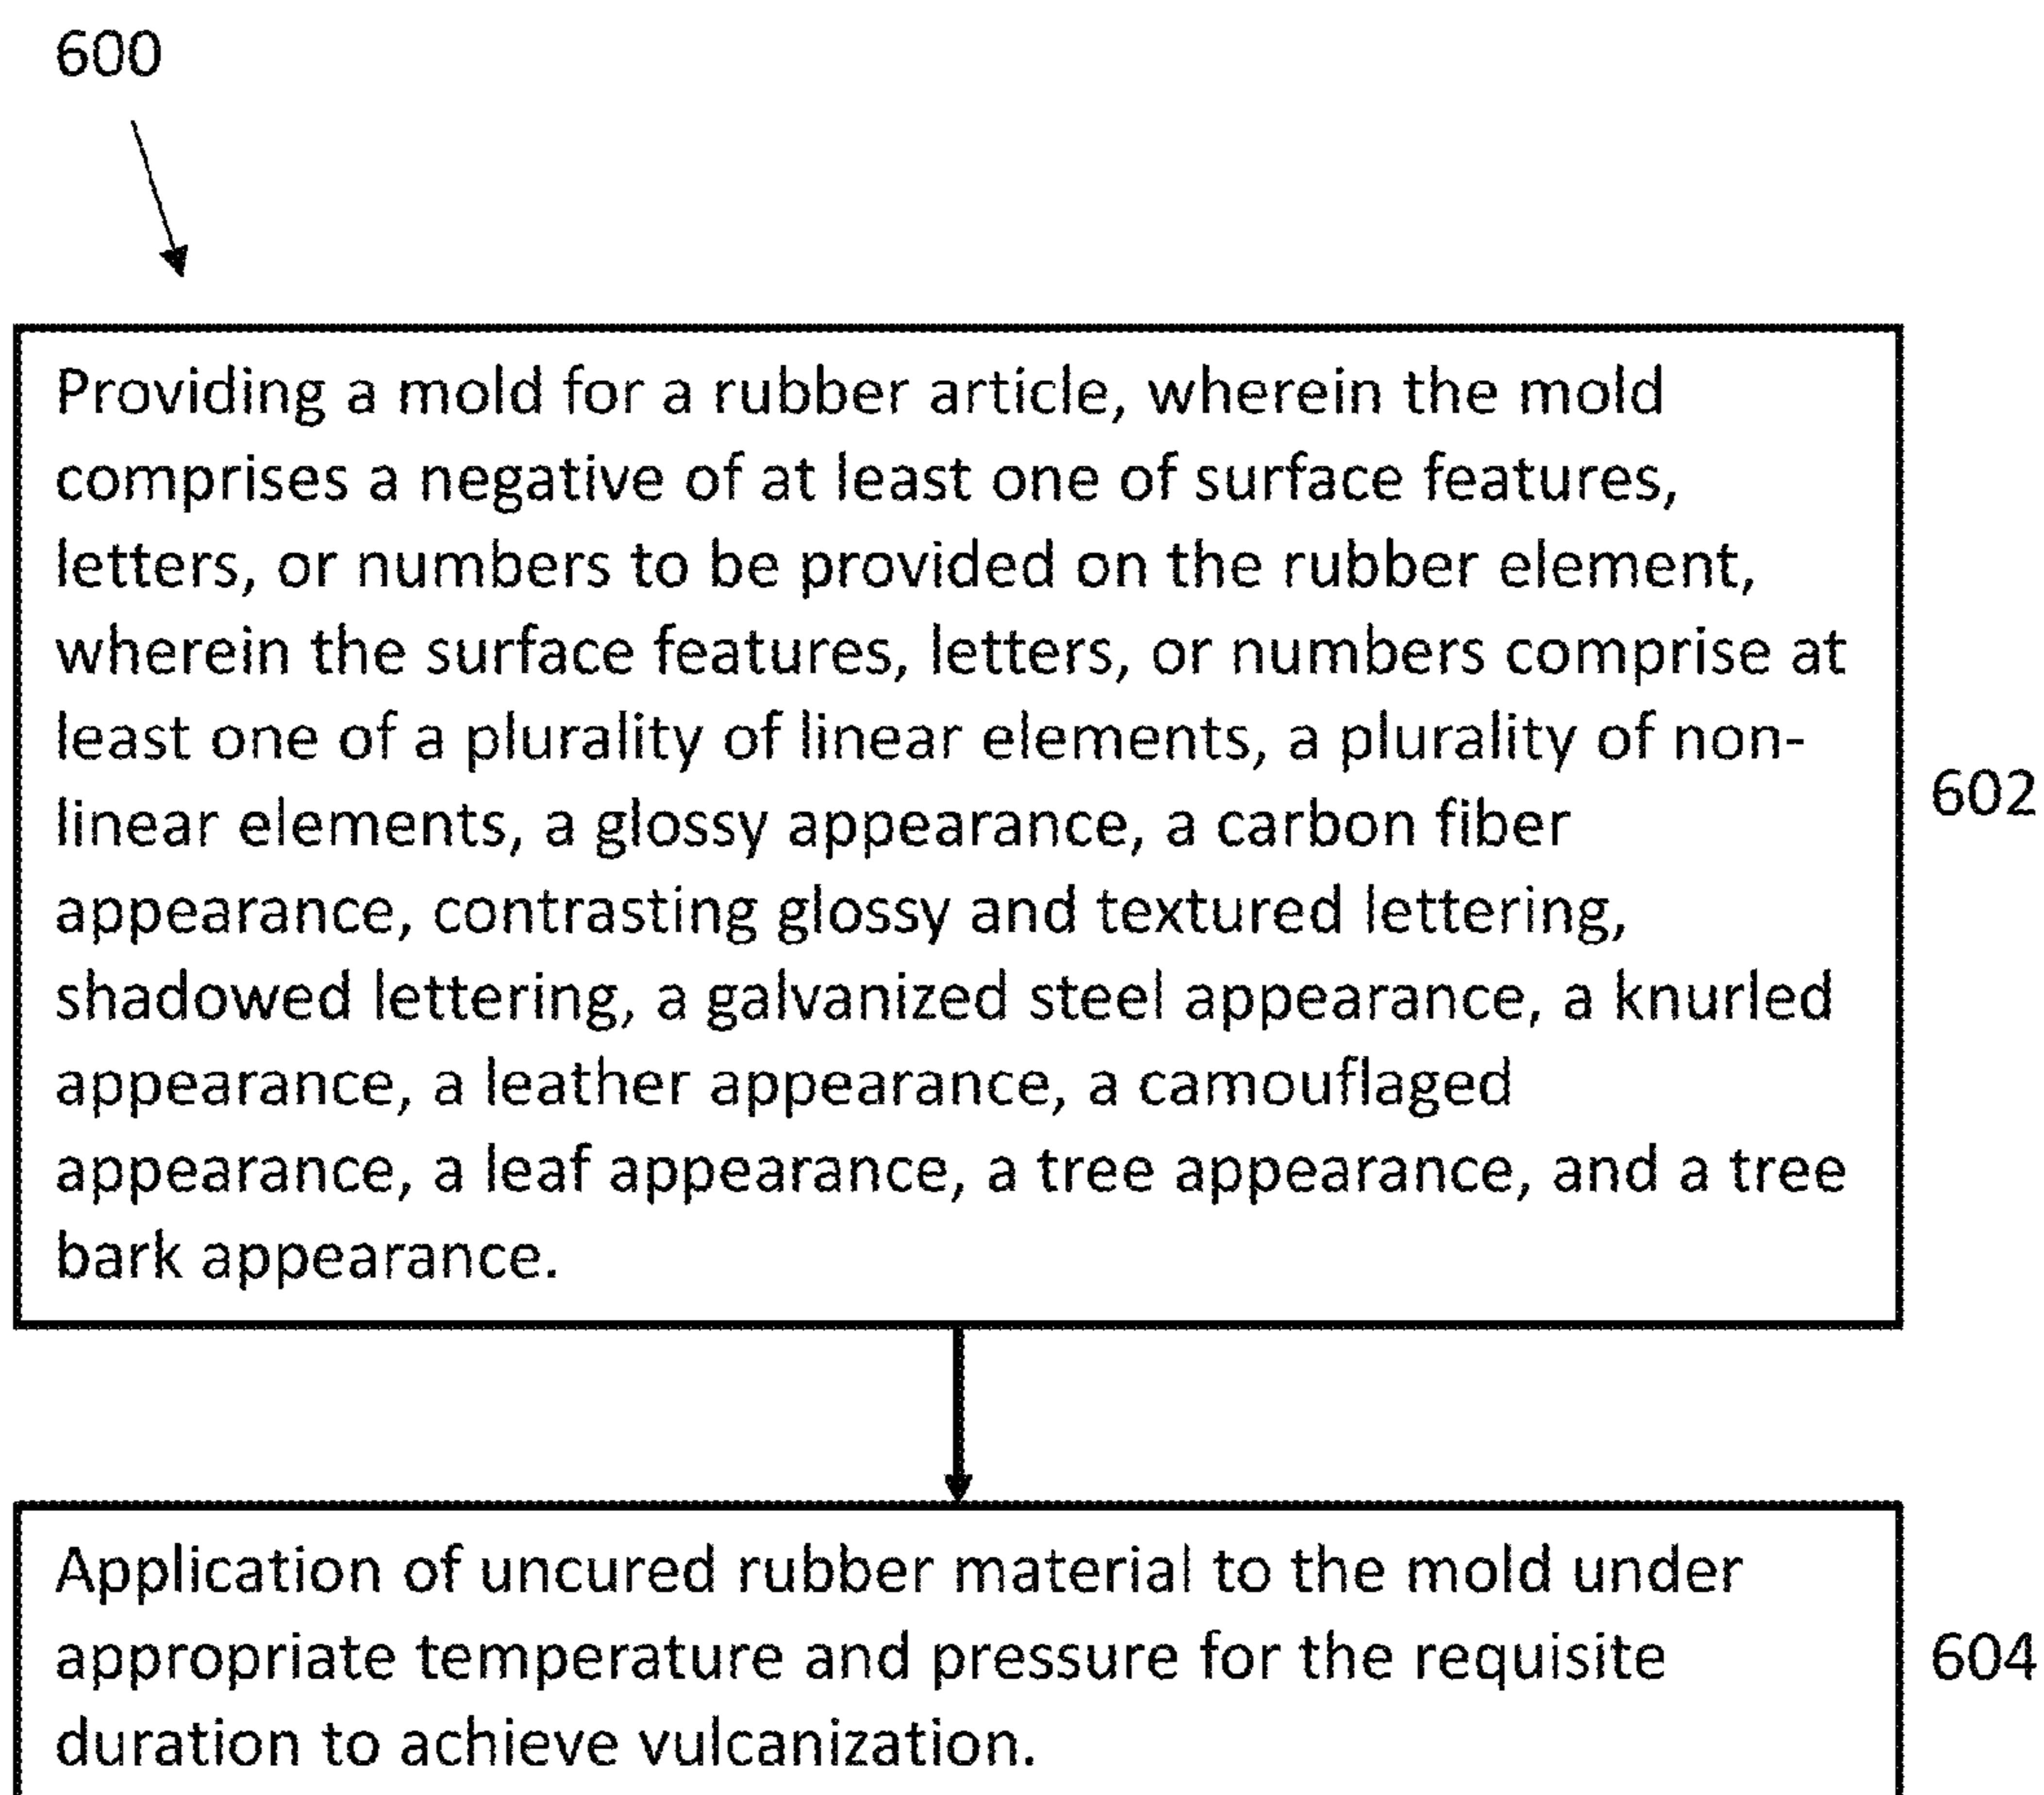 600
Providing a mold for a rubber article, wherein the mold
comprises a negative of at least one of surface features,
letters, or numbers to be provided on the rubber element,
wherein the surface features, letters, or numbers comprise at
least one of a plurality of linear elements, a plurality of non-
linear elements, a glossy appearance, a carbon fiber
appearance, contrasting glossy and textured lettering,
shadowed lettering, a galvanized steel appearance, a knurled
appearance, a leather appearance, a camouflaged
appearance, a leaf appearance, a tree appearance, and a tree
bark appearance.
602
Application of uncured rubber material to the mold under
appropriate temperature and pressure for the requisite
duration to achieve vulcanization.
604